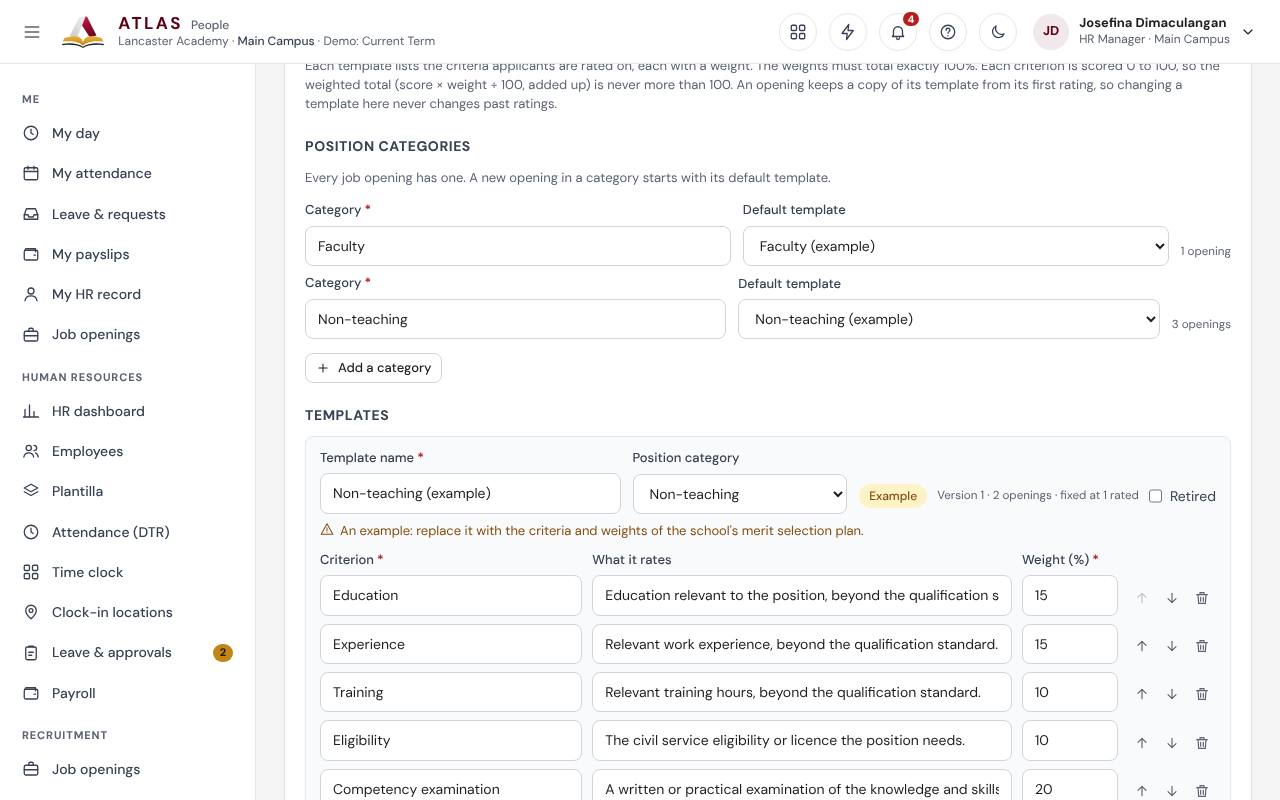 ATLAS People
Lancaster Academy · Main Campus · Demo: Current Term
4
JD
Josefina Dimaculangan
HR Manager · Main Campus
ME
My day
My attendance
Leave & requests
My payslips
My HR record
Job openings
HUMAN RESOURCES
HR dashboard
Employees
Plantilla
Attendance (DTR)
Time clock
Clock-in locations
Leave & approvals 2
Payroll
RECRUITMENT
Job openings
Each template lists the criteria applicants are rated on, each with a weight. The weights must total exactly 100%. Each criterion is scored 0 to 100, so the
weighted total (score × weight ÷ 100, added up) is never more than 100. An opening keeps a copy of its template from its first rating, so changing a
template here never changes past ratings.
POSITION CATEGORIES
Every job opening has one. A new opening in a category starts with its default template.
Category * Default template
Faculty Faculty (example) 1 opening
Category * Default template
Non-teaching Non-teaching (example) 3 openings
Add a category
TEMPLATES
Template name * Position category
Non-teaching (example) Non-teaching Example Version 1 · 2 openings · fixed at 1 rated Retired
An example: replace it with the criteria and weights of the school's merit selection plan.
Criterion * What it rates Weight (%) *
Education Education relevant to the position, beyond the qualification s 15
Experience Relevant work experience, beyond the qualification standard. 15
Training Relevant training hours, beyond the qualification standard. 10
Eligibility The civil service eligibility or licence the position needs. 10
Competency examination A written or practical examination of the knowledge and skills 20